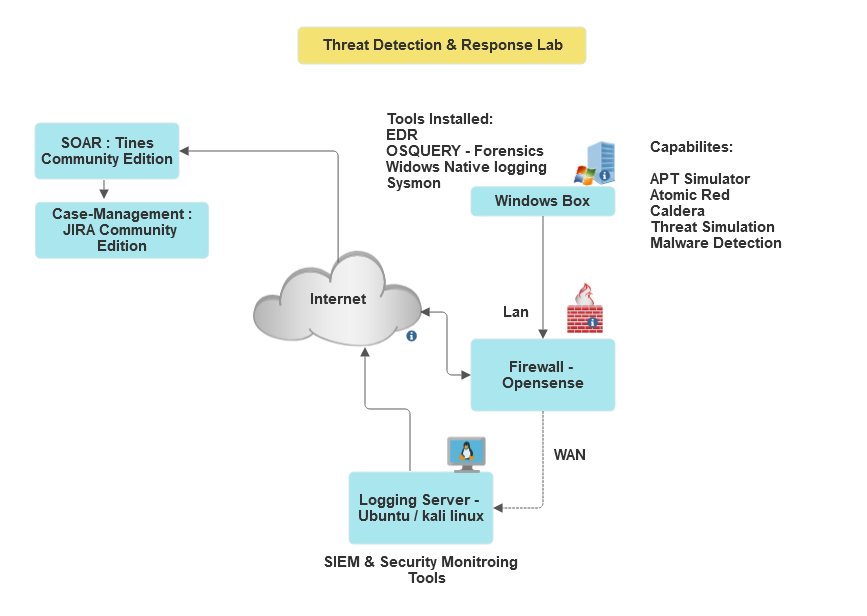 Threat Detection & Response Lab
Tools Installed:
EDR
OSQUERY - Forensics
Widows Native logging
Sysmon
SOAR : Tines
Community Edition
Capabilites:
APT Simulator
Atomic Red
Caldera
Threat Simulation
Malware Detection
Windows Box
Case-Management :
JIRA Community
Edition
Internet
Lan
Firewall -
Opensense
WAN
Logging Server -
Ubuntu / kali linux
SIEM & Security Monitroing
Tools